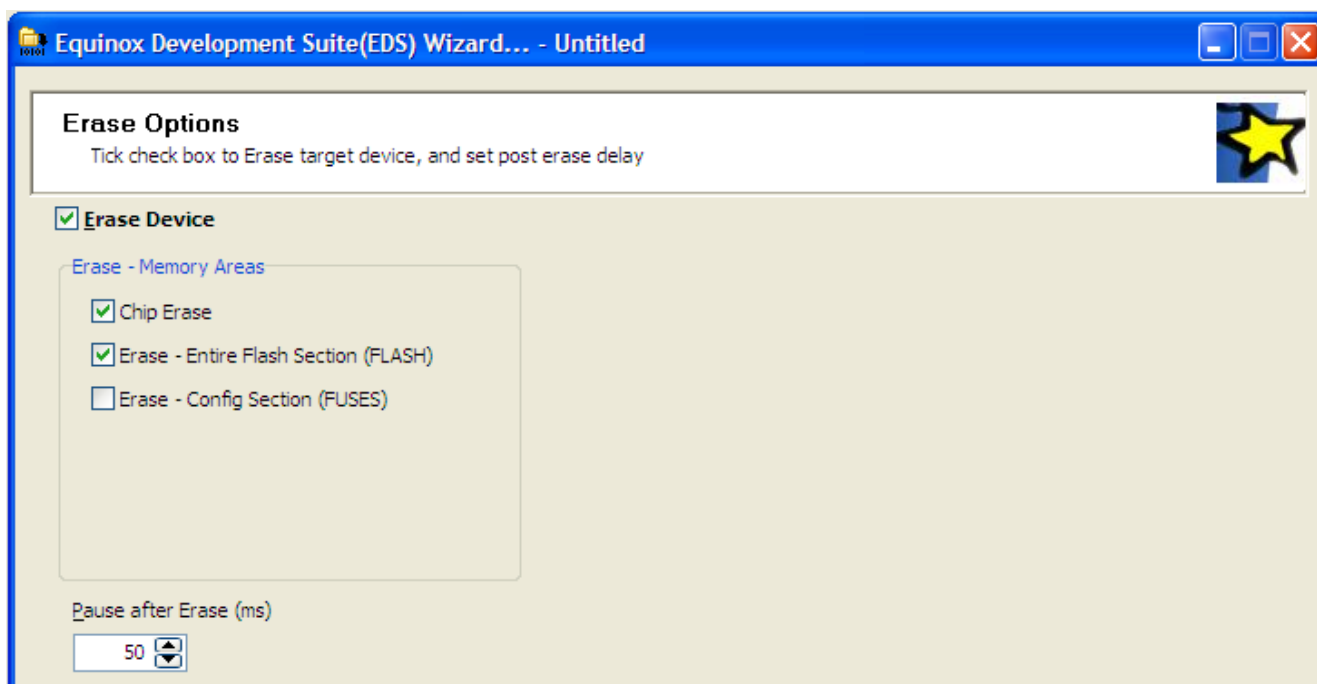 Equinox Development Suite(EDS) Wizard... - Untitled
Erase Options
Tick check box to Erase target device, and set post erase delay
Erase Device
Erase - Memory Areas
Chip Erase
Erase - Entire Flash Section (FLASH)
Erase - Config Section (FUSES)
Pause after Erase (ms)
50